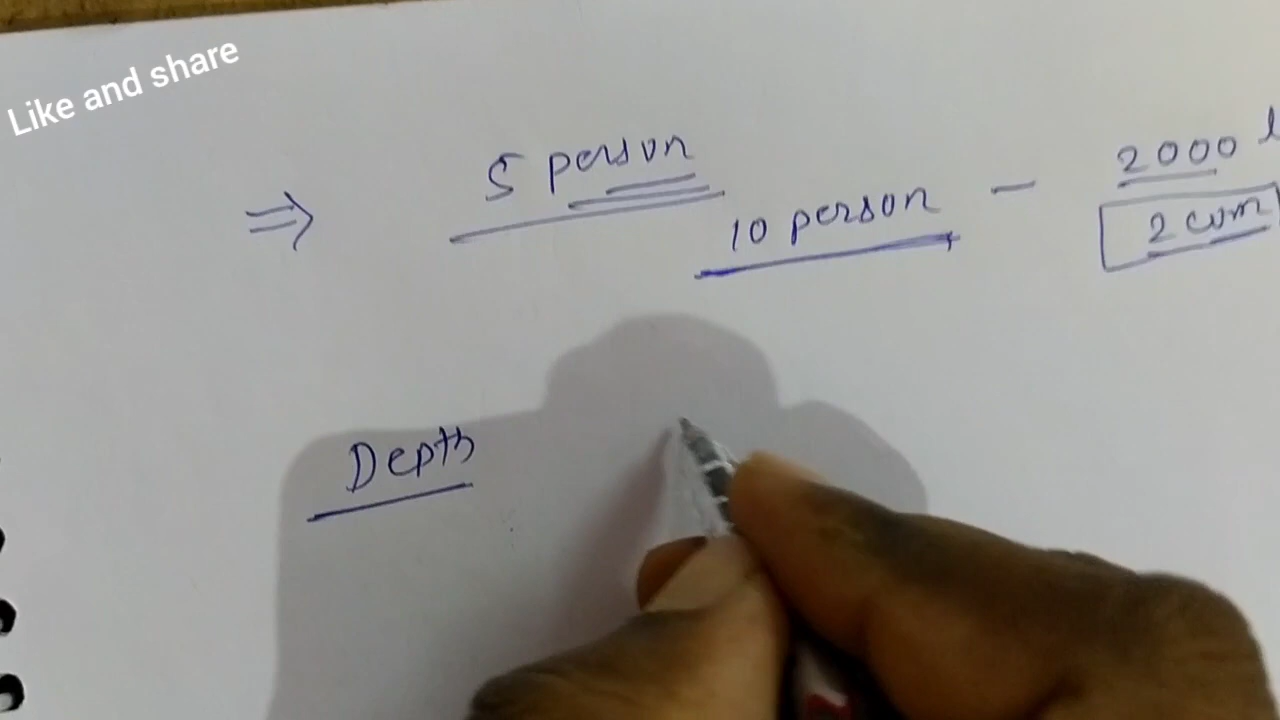 Like and share
⇒ 5 person
10 person - 2000 l
2 cum
Depth